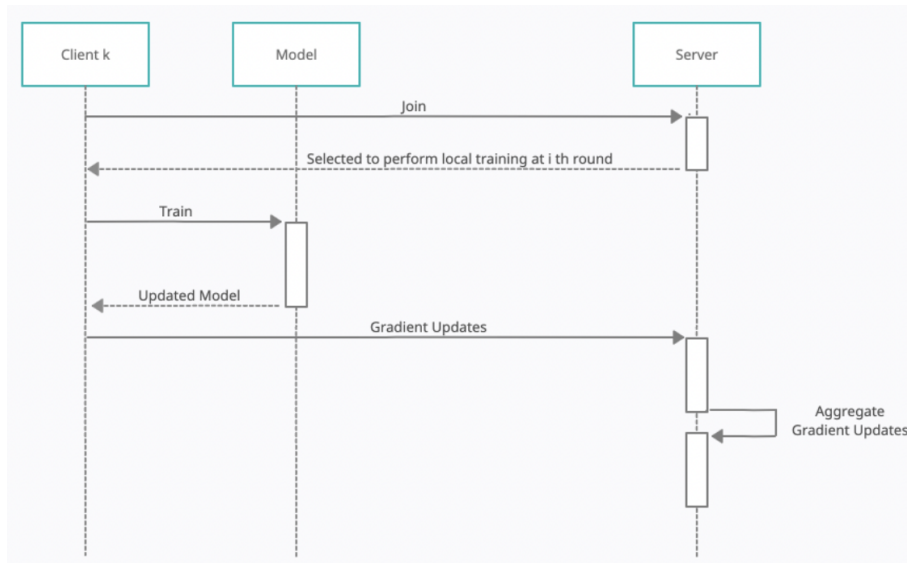 Client k
Model
Server
Join
Selected to perform local training at i th round
Train
Updated Model
Gradient Updates
Aggregate
Gradient Updates